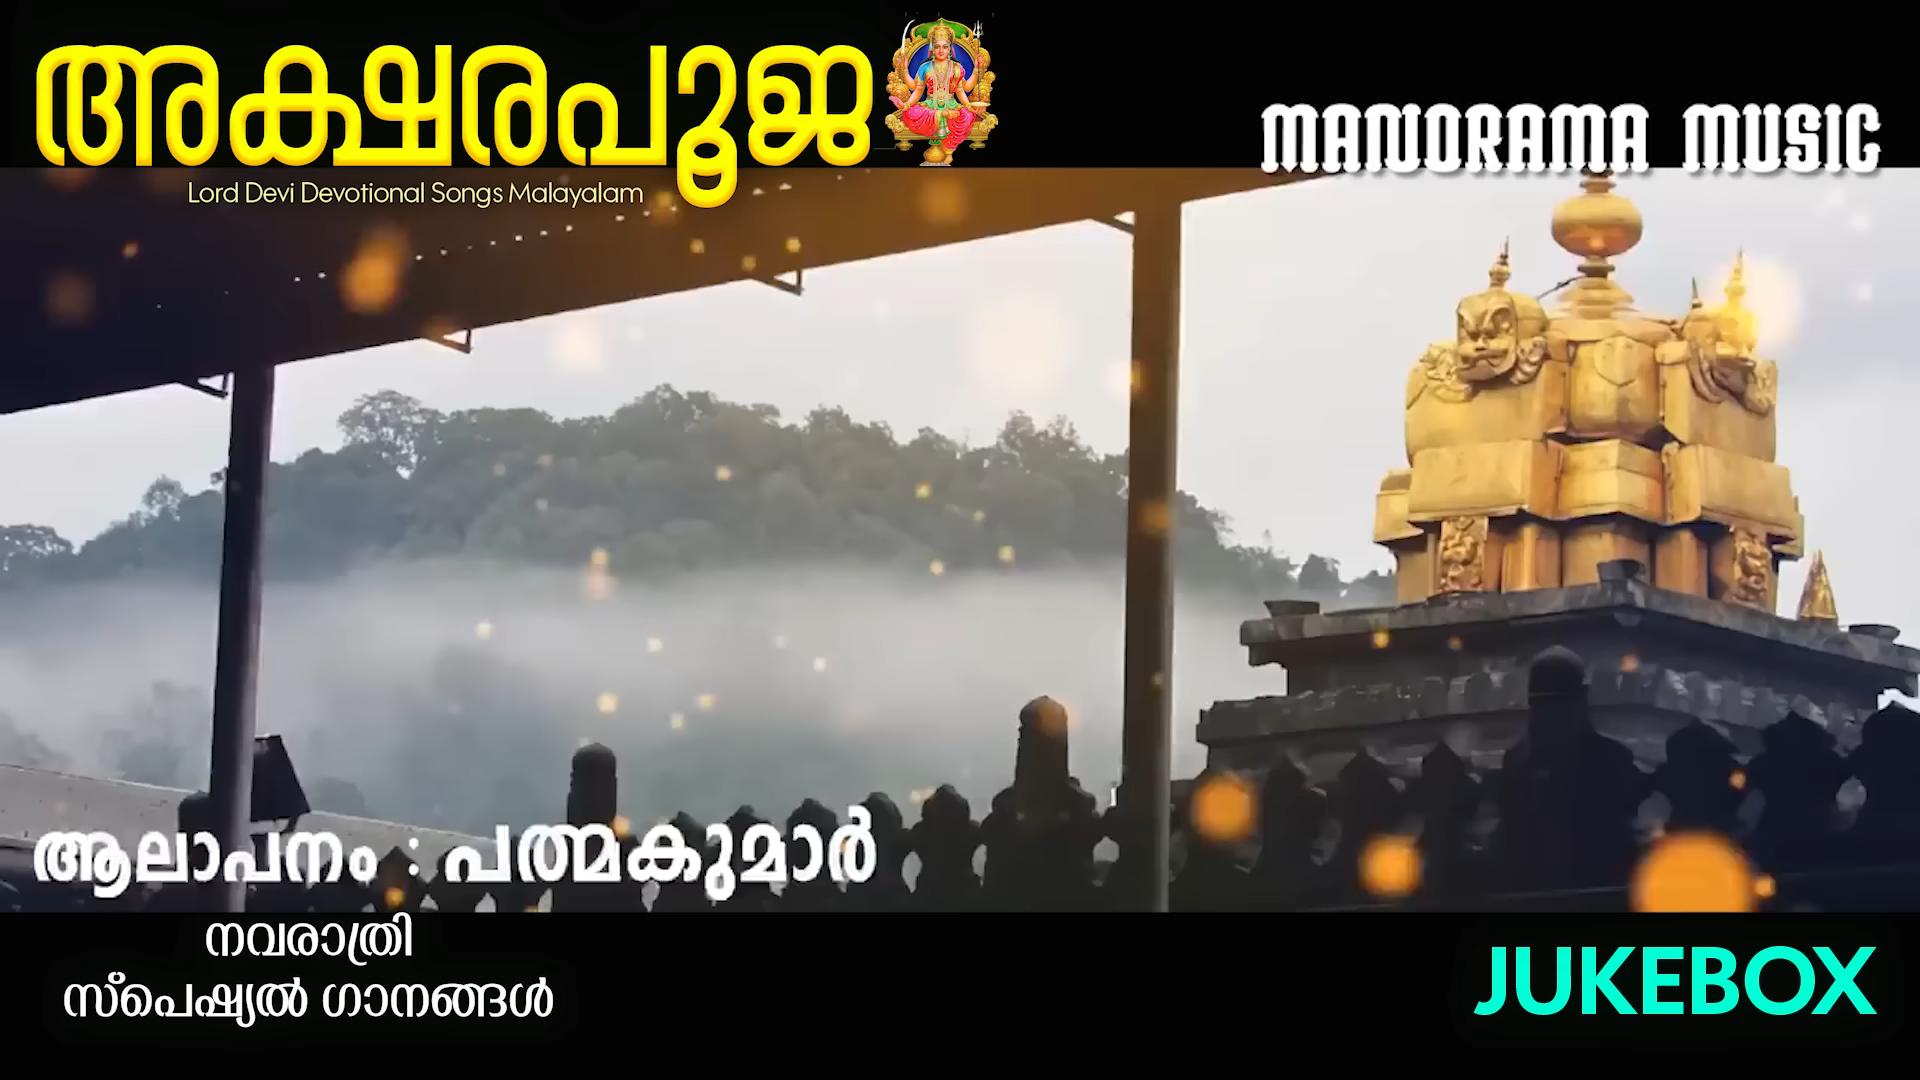 അക്ഷരപൂജ
Lord Devi Devotional Songs Malayalam
MANORAMA MUSIC
ആലാപനം : പത്മകുമാർ
നവരാത്രി
സ്പെഷ്യൽ ഗാനങ്ങൾ
JUKEBOX